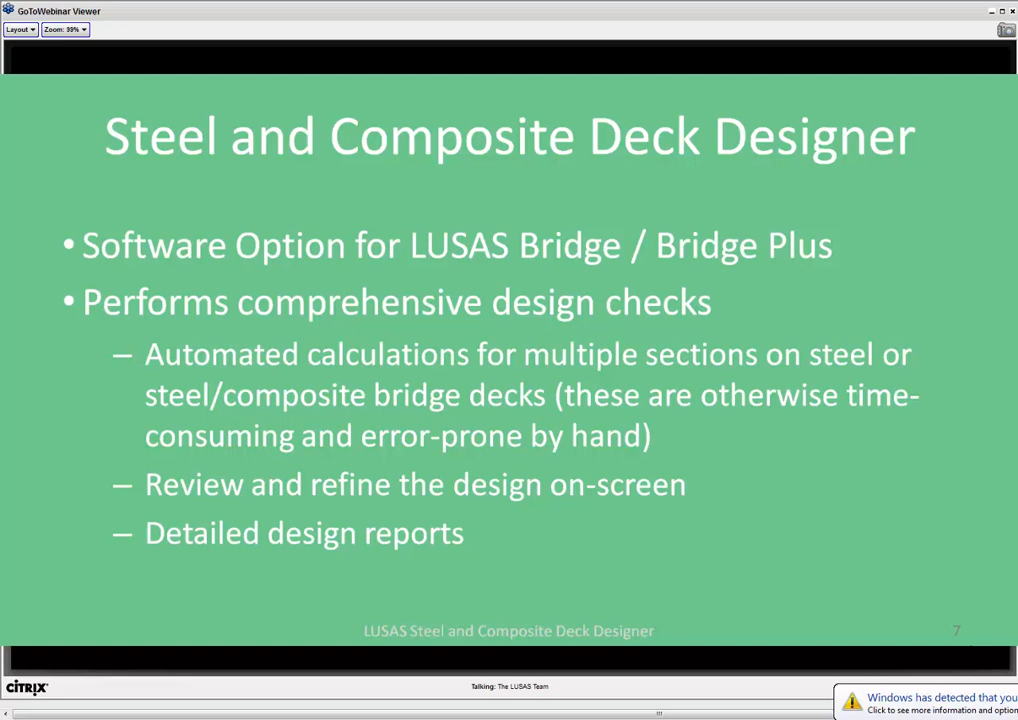 GoToWebinar Viewer
Layout
Zoom: 99%
Steel and Composite Deck Designer
• Software Option for LUSAS Bridge / Bridge Plus
• Performs comprehensive design checks
– Automated calculations for multiple sections on steel or
steel/composite bridge decks (these are otherwise time-
consuming and error-prone by hand)
– Review and refine the design on-screen
– Detailed design reports
LUSAS Steel and Composite Deck Designer
7
CİTRIX
Talking: The LUSAS Team
Windows has detected that you
Click to see more information and option